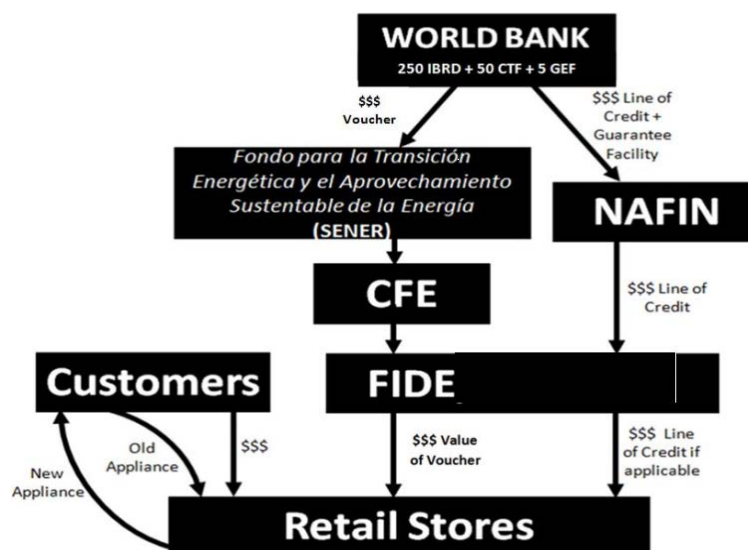 WORLD BANK
250 IBRD + 50 CTF + 5 GEF
$$$
Voucher
$$$ Line of
Credit +
Guarantee
Facility
Fondo para la Transición
Energética y el Aprovechamiento
Sustentable de la Energía
(SENER)
NAFIN
CFE
$$$ Line of
Credit
Customers
FIDE
Old
Appliance
$$$
$$$ Value
of Voucher
$$$ Line
of Credit if
applicable
New
Appliance
Retail Stores